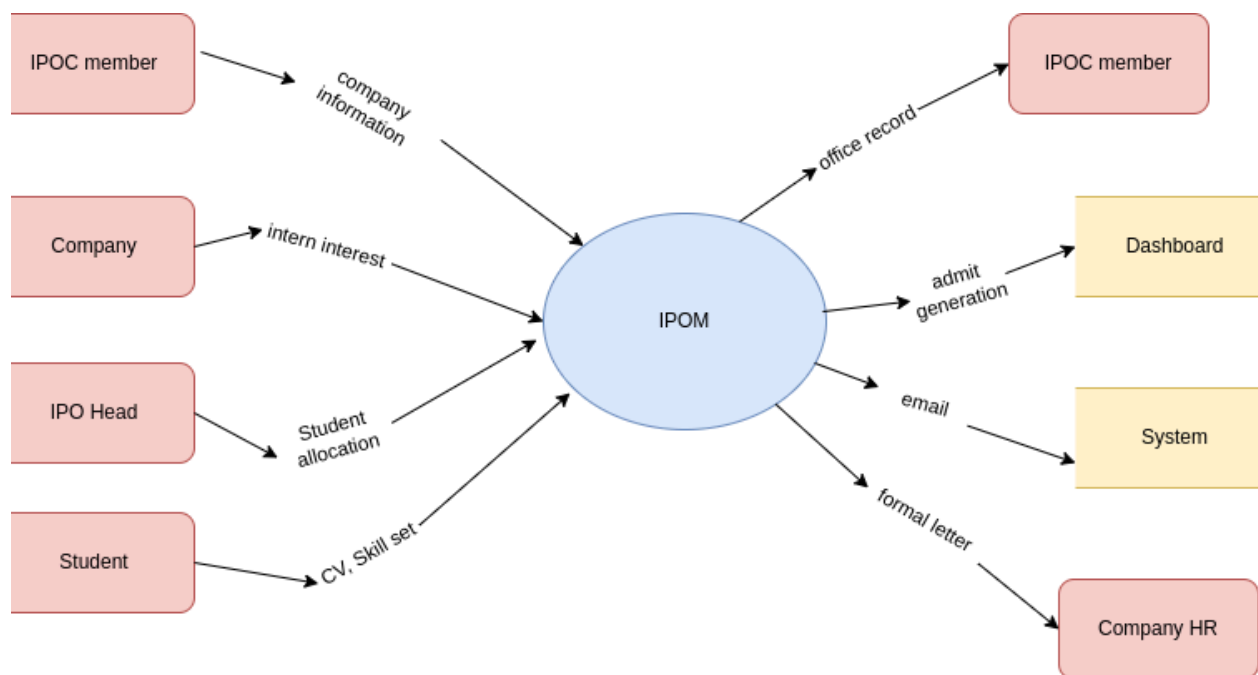 IPOC member
company
information
office record
IPOC member
Company
intern interest
IPOM
admit
generation
Dashboard
IPO Head
Student
allocation
email
System
Student
CV, Skill set
formal letter
Company HR